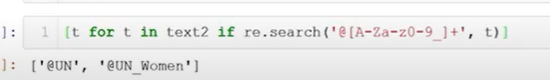 ]: 1 [t for t in text2 if re.search('@[A-Za-z0-9_]+', t)]
]: ['@UN', '@UN_Women']